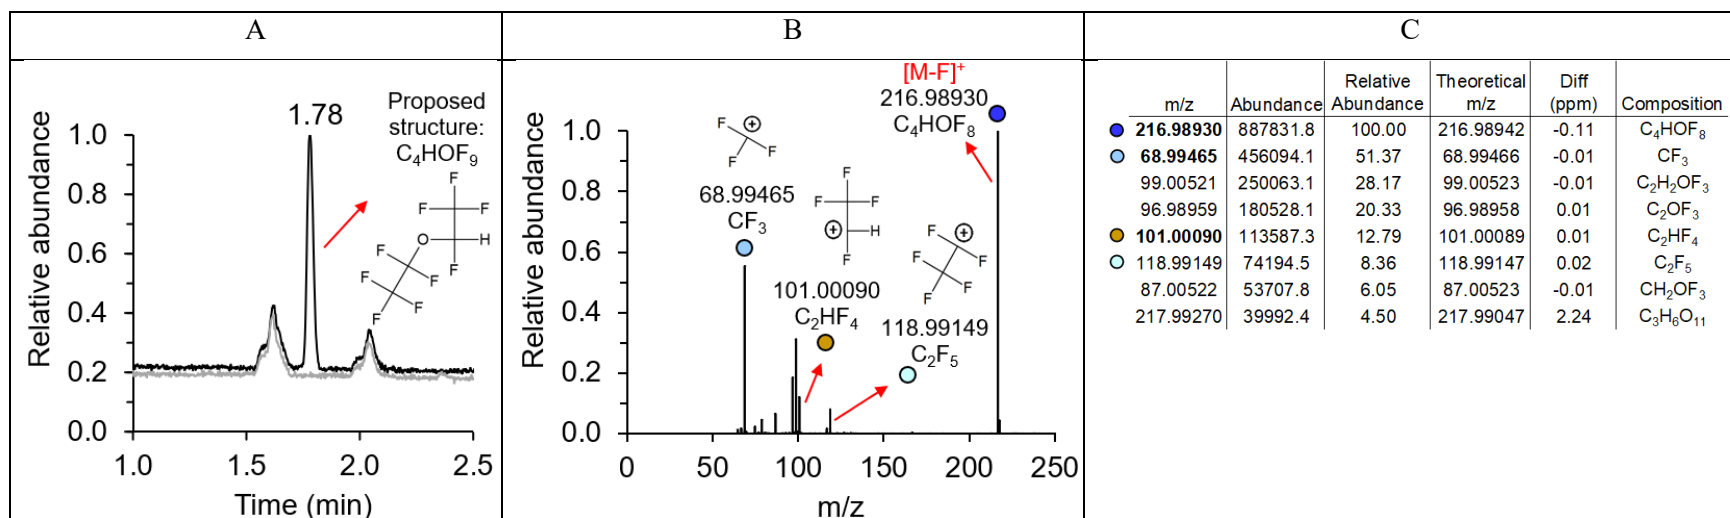 A
B
C
Relative abundance
1.0
0.8
0.6
0.4
0.2
0.0
1.0
1.5
2.0
2.5
Time (min)
1.78
Proposed
structure:
C₄HOF₉
F
F
F
O
H
F
F
F
F
F
F
F
Relative abundance
1.0
0.8
0.6
0.4
0.2
0.0
0
50
100
150
200
250
m/z
[M-F]⁺
216.98930
C₄HOF₈
+
F
F
F
68.99465
CF₃
F
F
F
+
H
F
101.00090
C₂HF₄
F
+
F
F
F
F
118.99149
C₂F₅
m/z Abundance Relative Abundance Theoretical m/z Diff (ppm) Composition
216.98930 887831.8 100.00 216.98942 -0.11 C₄HOF₈
68.99465 456094.1 51.37 68.99466 -0.01 CF₃
99.00521 250063.1 28.17 99.00523 -0.01 C₂H₂OF₃
96.98959 180528.1 20.33 96.98958 0.01 C₂OF₃
101.00090 113587.3 12.79 101.00089 0.01 C₂HF₄
118.99149 74194.5 8.36 118.99147 0.02 C₂F₅
87.00522 53707.8 6.05 87.00523 -0.01 CH₂OF₃
217.99270 39992.4 4.50 217.99047 2.24 C₃H₆O₁₁